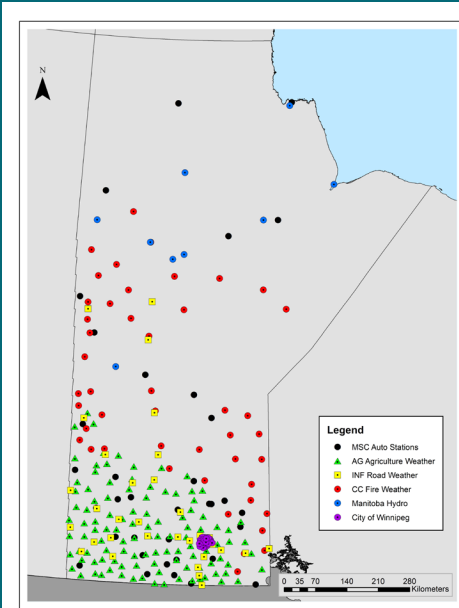 N
Legend
MSC Auto Stations
AG Agriculture Weather
INF Road Weather
CC Fire Weather
Manitoba Hydro
City of Winnipeg
0 35 70 140 210 280
Kilometers